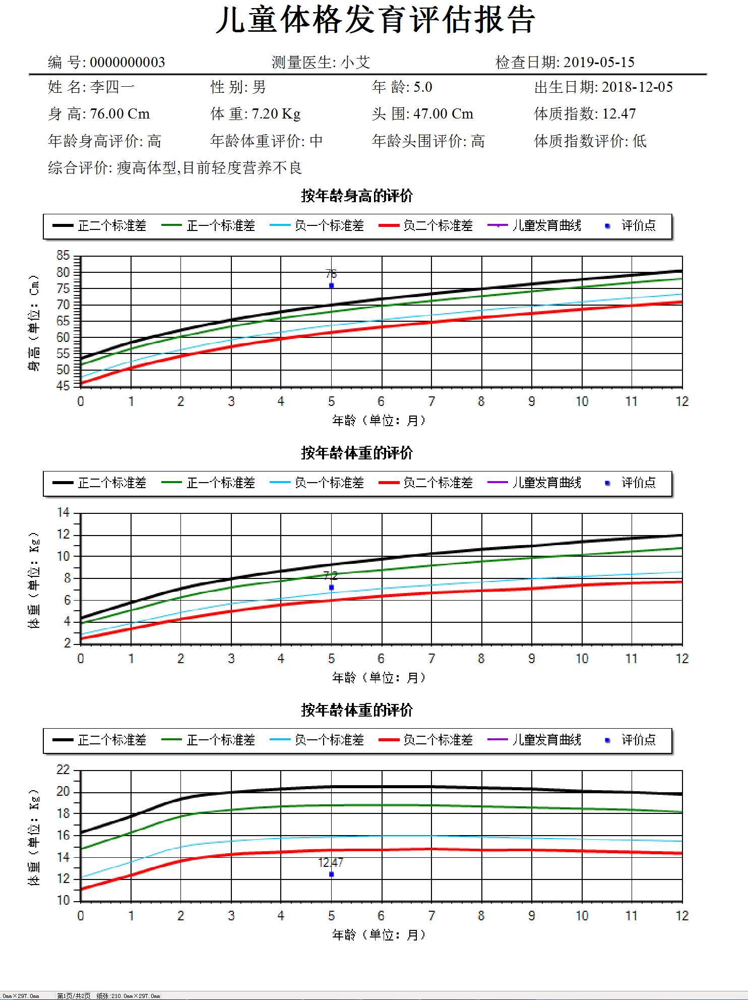 儿童体格发育评估报告
编 号: 0000000003 测量医生: 小艾 检查日期: 2019-05-15
姓 名: 李四一 性 别: 男 年 龄: 5.0 出生日期: 2018-12-05
身 高: 76.00 Cm 体 重: 7.20 Kg 头 围: 47.00 Cm 体质指数: 12.47
年龄身高评价: 高 年龄体重评价: 中 年龄头围评价: 高 体质指数评价: 低
综合评价: 瘦高体型,目前轻度营养不良
按年龄身高的评价
正二个标准差 正一个标准差 负一个标准差 负二个标准差 儿童发育曲线 评价点
身高（单位：Cm）
85
80
75
70
65
60
55
50
45
76
0 1 2 3 4 5 6 7 8 9 10 11 12
年龄（单位：月）
按年龄体重的评价
正二个标准差 正一个标准差 负一个标准差 负二个标准差 儿童发育曲线 评价点
体重（单位：Kg）
14
12
10
8
6
4
2
7.2
0 1 2 3 4 5 6 7 8 9 10 11 12
年龄（单位：月）
按年龄体重的评价
正二个标准差 正一个标准差 负一个标准差 负二个标准差 儿童发育曲线 评价点
体重（单位：Kg）
22
20
18
16
14
12
10
12.47
0 1 2 3 4 5 6 7 8 9 10 11 12
年龄（单位：月）
.0mm×297.0mm 第1页/共2页 纸张:210.0mm×297.0mm